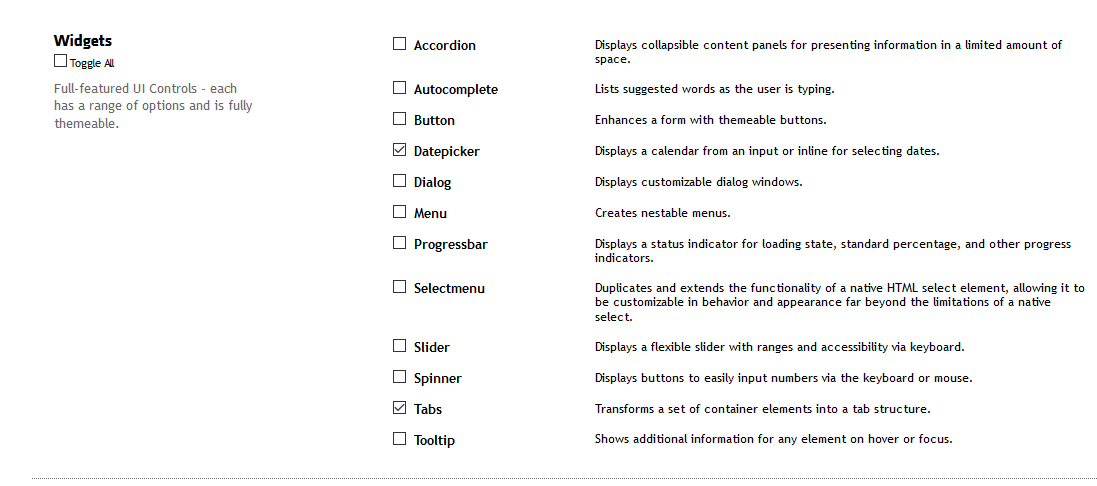 Widgets
Toggle All
Full-featured UI Controls - each
has a range of options and is fully
themeable.
Accordion
Displays collapsible content panels for presenting information in a limited amount of
space.
Autocomplete
Lists suggested words as the user is typing.
Button
Enhances a form with themeable buttons.
Datepicker
Displays a calendar from an input or inline for selecting dates.
Dialog
Displays customizable dialog windows.
Menu
Creates nestable menus.
Progressbar
Displays a status indicator for loading state, standard percentage, and other progress
indicators.
Selectmenu
Duplicates and extends the functionality of a native HTML select element, allowing it to
be customizable in behavior and appearance far beyond the limitations of a native
select.
Slider
Displays a flexible slider with ranges and accessibility via keyboard.
Spinner
Displays buttons to easily input numbers via the keyboard or mouse.
Tabs
Transforms a set of container elements into a tab structure.
Tooltip
Shows additional information for any element on hover or focus.